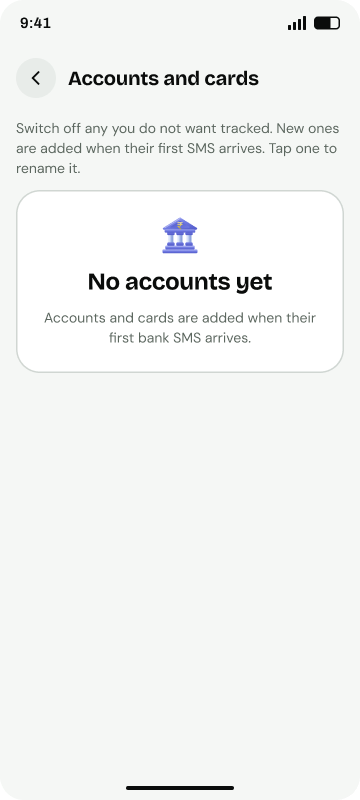 9:41
Accounts and cards
Switch off any you do not want tracked. New ones
are added when their first SMS arrives. Tap one to
rename it.
₹
No accounts yet
Accounts and cards are added when their
first bank SMS arrives.